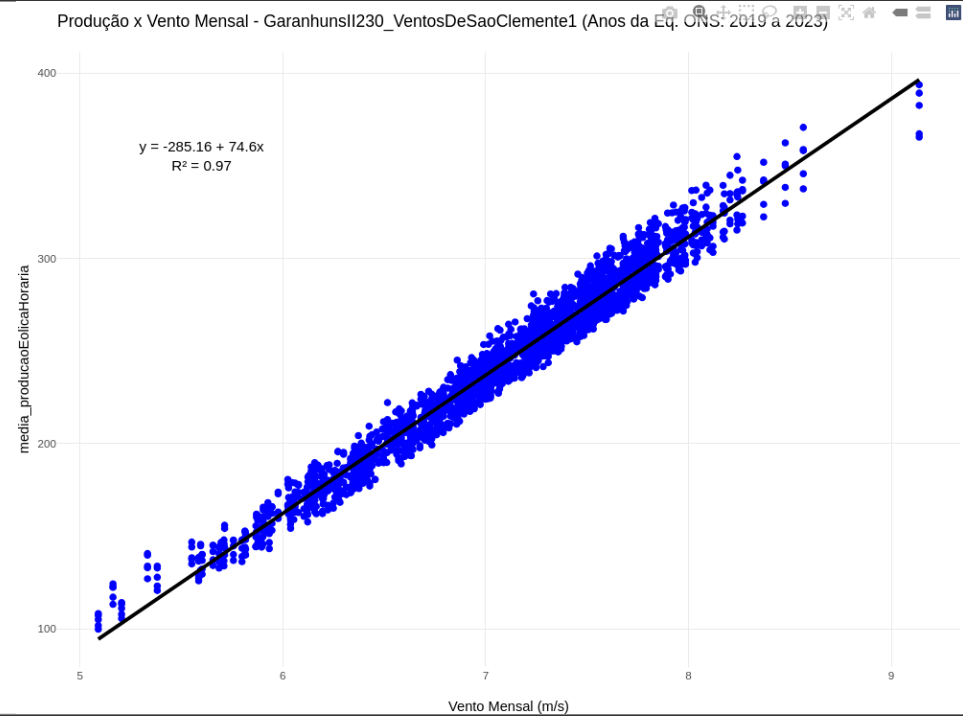 Produção x Vento Mensal - GaranhunsII230_VentosDeSaoClemente1 (Anos da Eq. ONS: 2019 a 2023)
400
y = -285.16 + 74.6x
R² = 0.97
300
media_producaoEolicaHoraria
200
100
5 6 7 8 9
Vento Mensal (m/s)